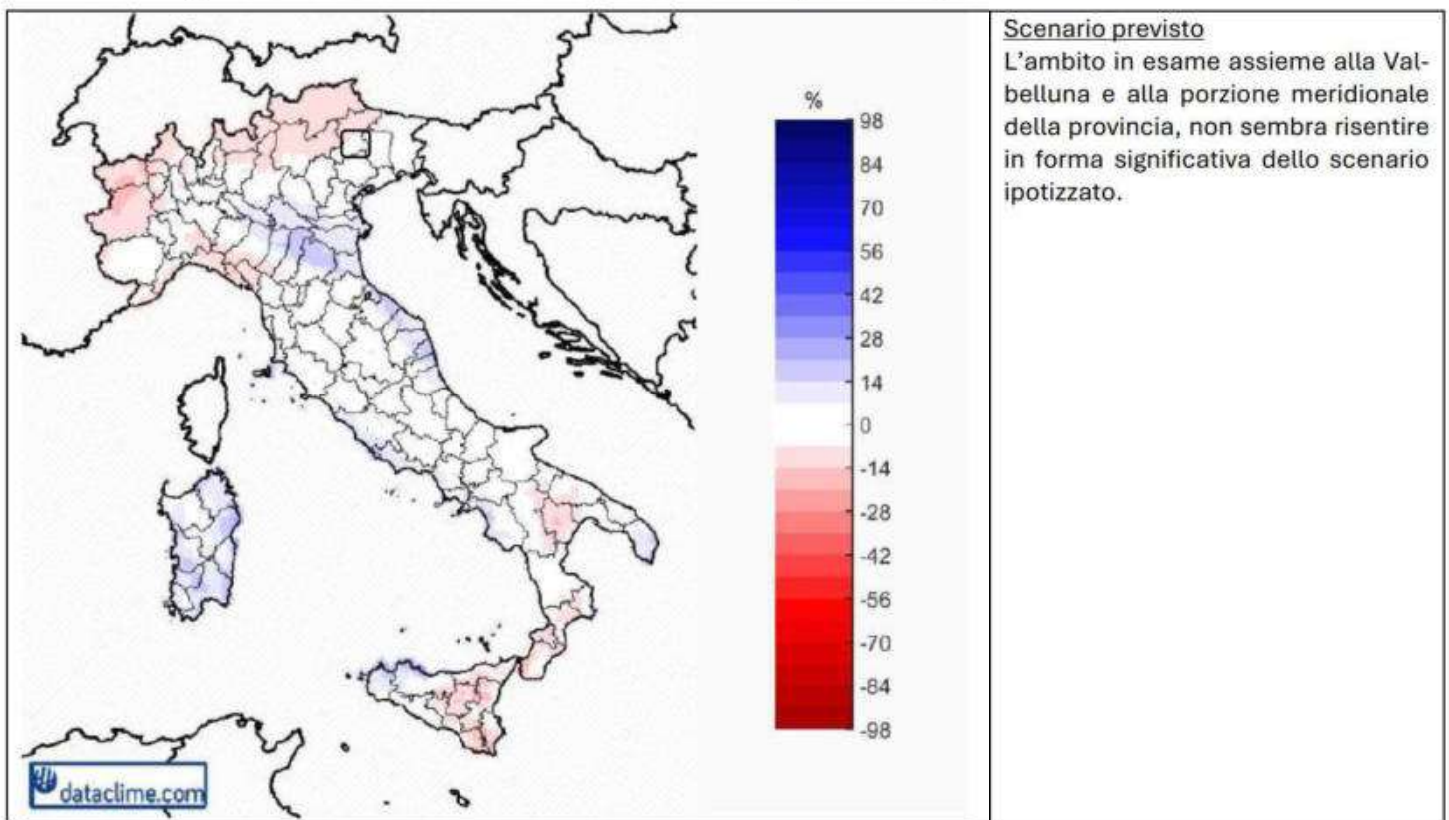 Scenario previsto
L'ambito in esame assieme alla Val-
belluna e alla porzione meridionale
della provincia, non sembra risentire
in forma significativa dello scenario
ipotizzato.
%
98
84
70
56
42
28
14
0
-14
-28
-42
-56
-70
-84
-98
dataclime.com